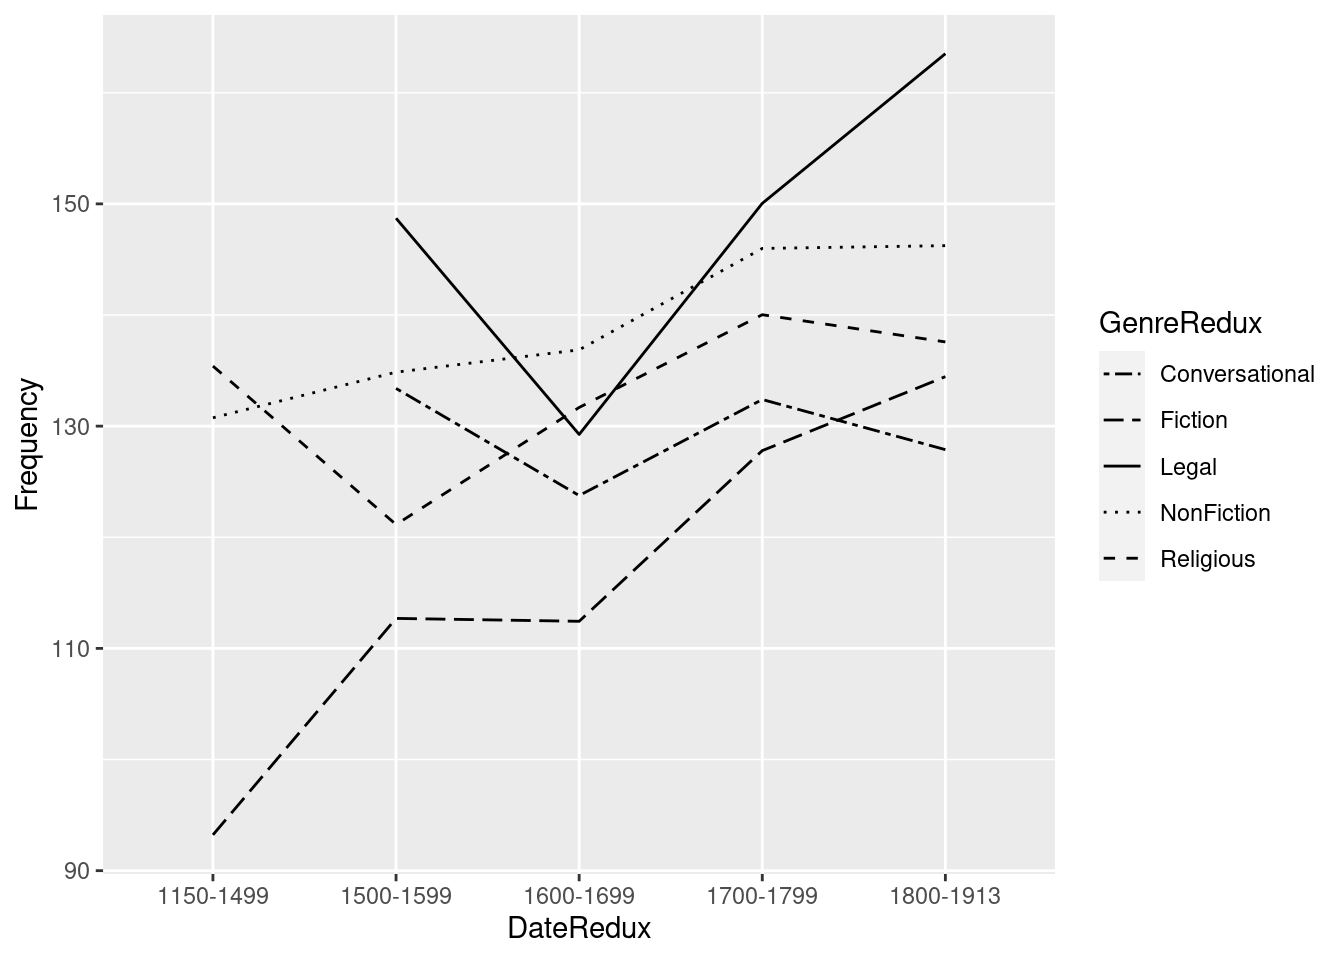 150
130
110
90
Frequency
1150-1499 1500-1599 1600-1699 1700-1799 1800-1913
DateRedux
GenreRedux
Conversational
Fiction
Legal
NonFiction
Religious